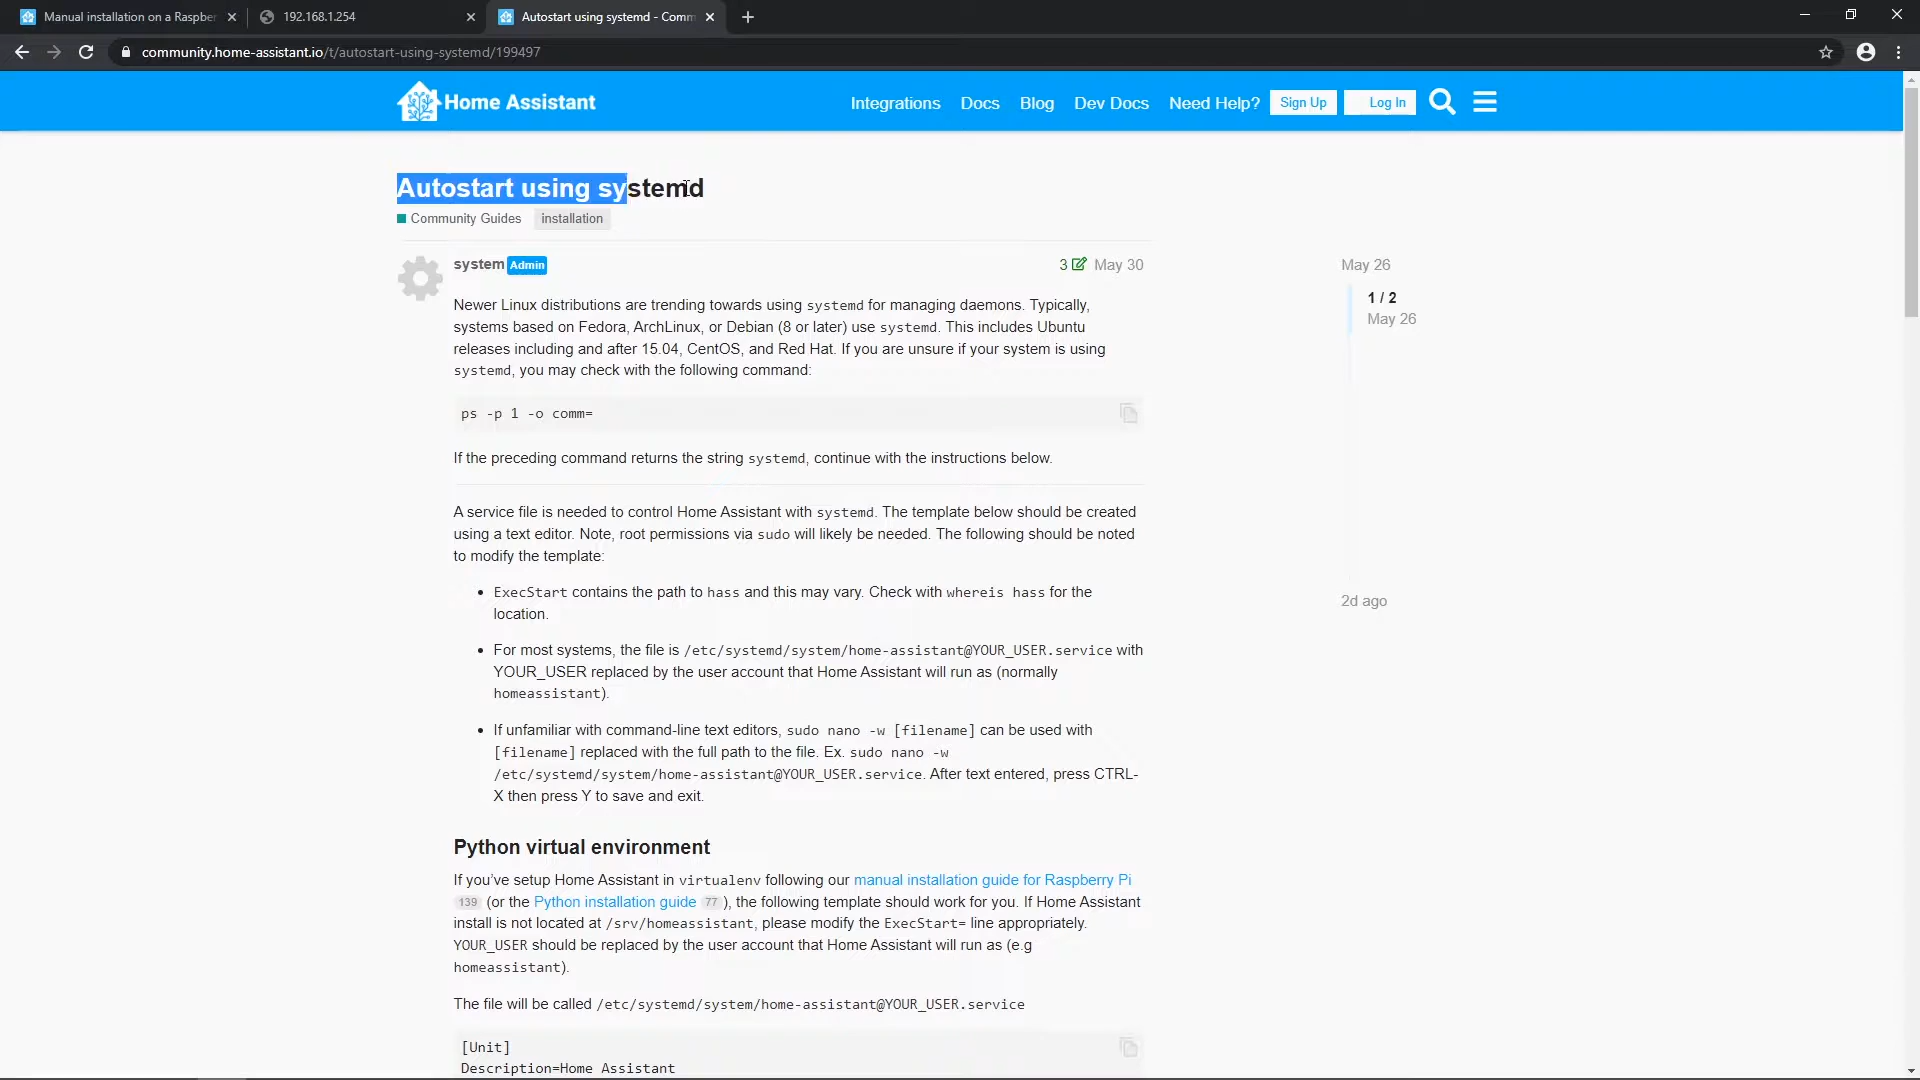 Manual installation on a Raspber
192.168.1.254
Autostart using systemd - Comm
community.home-assistant.io/t/autostart-using-systemd/199497
Home Assistant
Integrations
Docs
Blog
Dev Docs
Need Help?
Sign Up
Log In
Autostart using systemd
Community Guides
installation
system Admin
3
May 30
Newer Linux distributions are trending towards using systemd for managing daemons. Typically,
systems based on Fedora, ArchLinux, or Debian (8 or later) use systemd. This includes Ubuntu
releases including and after 15.04, CentOS, and Red Hat. If you are unsure if your system is using
systemd, you may check with the following command:
ps -p 1 -o comm=
If the preceding command returns the string systemd, continue with the instructions below.
A service file is needed to control Home Assistant with systemd. The template below should be created
using a text editor. Note, root permissions via sudo will likely be needed. The following should be noted
to modify the template:
• ExecStart contains the path to hass and this may vary. Check with whereis hass for the
location.
• For most systems, the file is /etc/systemd/system/home-assistant@YOUR_USER.service with
YOUR_USER replaced by the user account that Home Assistant will run as (normally
homeassistant).
• If unfamiliar with command-line text editors, sudo nano -w [filename] can be used with
[filename] replaced with the full path to the file. Ex. sudo nano -w
/etc/systemd/system/home-assistant@YOUR_USER.service. After text entered, press CTRL-
X then press Y to save and exit.
Python virtual environment
If you've setup Home Assistant in virtualenv following our manual installation guide for Raspberry Pi
139 (or the Python installation guide 77 ), the following template should work for you. If Home Assistant
install is not located at /srv/homeassistant, please modify the ExecStart= line appropriately.
YOUR_USER should be replaced by the user account that Home Assistant will run as (e.g
homeassistant).
The file will be called /etc/systemd/system/home-assistant@YOUR_USER.service
[Unit]
Description=Home Assistant
May 26
1 / 2
May 26
2d ago